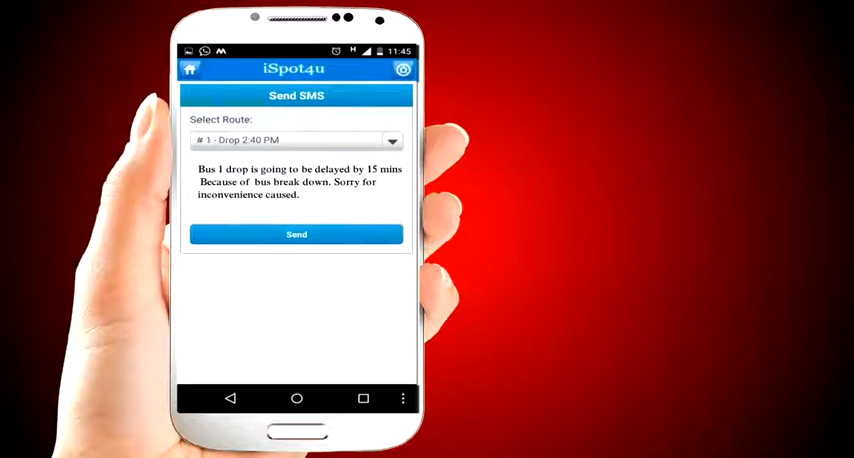 H 11:45
iSpot4u
Send SMS
Select Route:
# 1 - Drop 2:40 PM
Bus 1 drop is going to be delayed by 15 mins
Because of bus break down. Sorry for
inconvenience caused.
Send